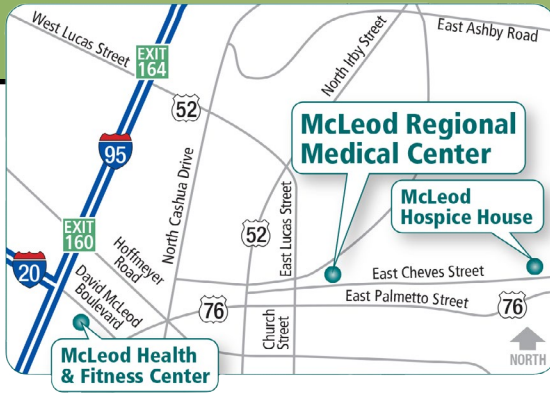 West Lucas Street
EXIT
164
52
95
North Irby Street
East Ashby Road
McLeod Regional
Medical Center
McLeod
Hospice House
North Cashua Drive
EXIT
160
20
Hoffmeyer
Road
David McLeod
Boulevard
52
East Lucas Street
East Cheves Street
East Palmetto Street
76
76
Church
Street
McLeod Health
& Fitness Center
NORTH